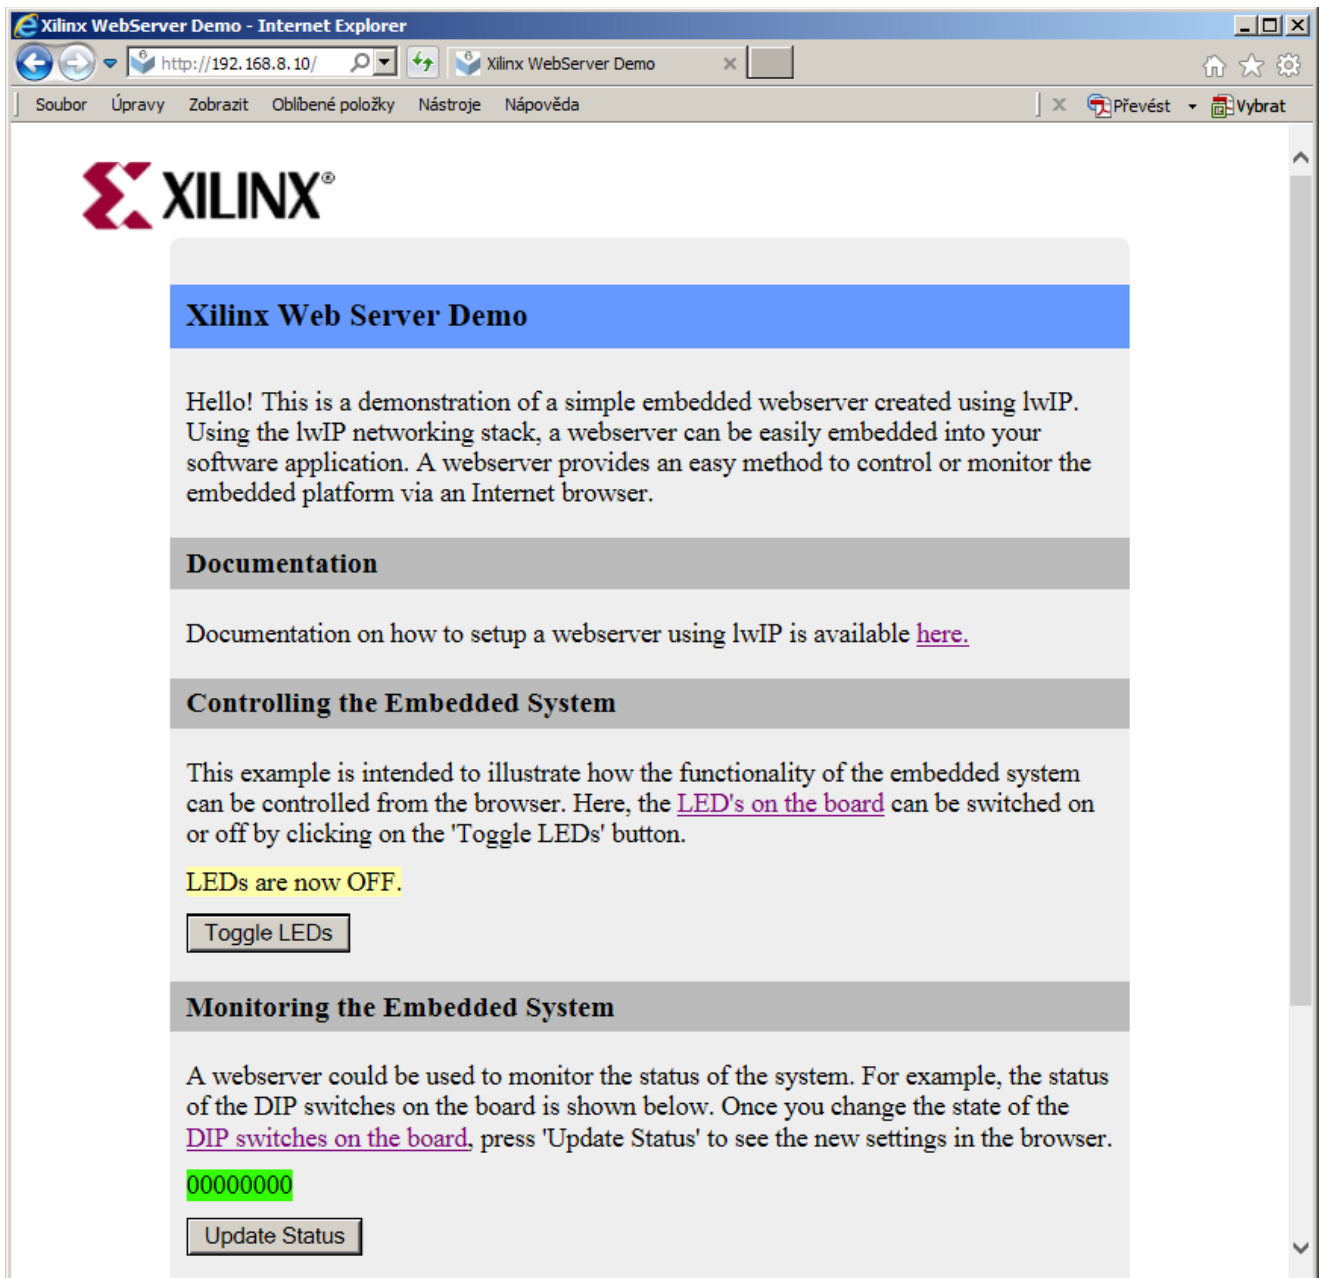 Xilinx WebServer Demo - Internet Explorer
http://192.168.8.10/
Xilinx WebServer Demo
Soubor Úpravy Zobrazit Oblíbené položky Nástroje Nápověda
Převést
Vybrat
XILINX®
Xilinx Web Server Demo
Hello! This is a demonstration of a simple embedded webserver created using lwIP.
Using the lwIP networking stack, a webserver can be easily embedded into your
software application. A webserver provides an easy method to control or monitor the
embedded platform via an Internet browser.
Documentation
Documentation on how to setup a webserver using lwIP is available here.
Controlling the Embedded System
This example is intended to illustrate how the functionality of the embedded system
can be controlled from the browser. Here, the LED's on the board can be switched on
or off by clicking on the 'Toggle LEDs' button.
LEDs are now OFF.
Toggle LEDs
Monitoring the Embedded System
A webserver could be used to monitor the status of the system. For example, the status
of the DIP switches on the board is shown below. Once you change the state of the
DIP switches on the board, press 'Update Status' to see the new settings in the browser.
00000000
Update Status